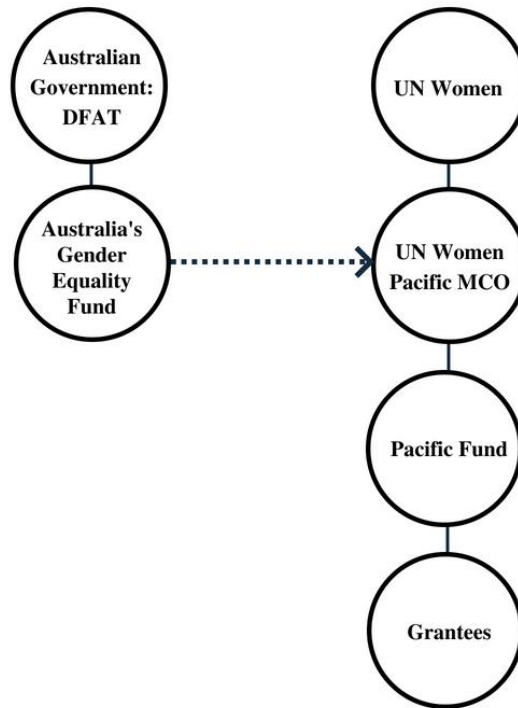 Australian
Government:
DFAT
Australia's
Gender
Equality
Fund
UN Women
UN Women
Pacific MCO
Pacific Fund
Grantees